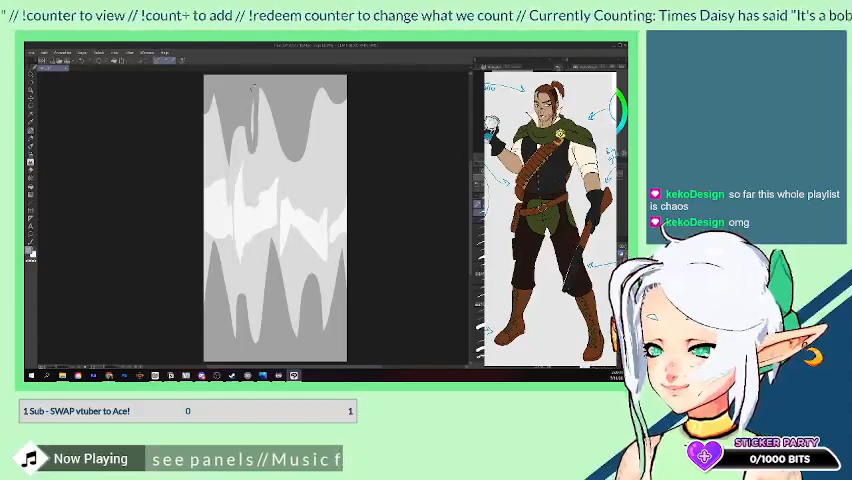 " // !counter to view // !count+ to add // !redeem counter to change what we count // Currently Counting: Times Daisy has said "It's a bob
kekoDesign so far this whole playlist
is chaos
kekoDesign omg
1 Sub - SWAP vtuber to Ace!
0
1
Now Playing
see panels//Music f
STICKER PARTY
0/1000 BITS